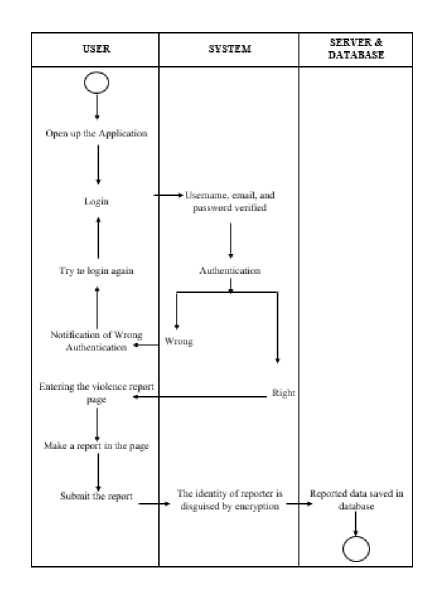 USER
SYSTEM
SERVER &
DATABASE
Open up the Application
Login
Username, email, and
password verified
Try to login again
Authentication
Notification of Wrong
Authentication
Wrong
Entering the violence report
page
Right
Make a report in the page
Submit the report
The identity of reporter is
disguised by encryption
Reported data saved in
database